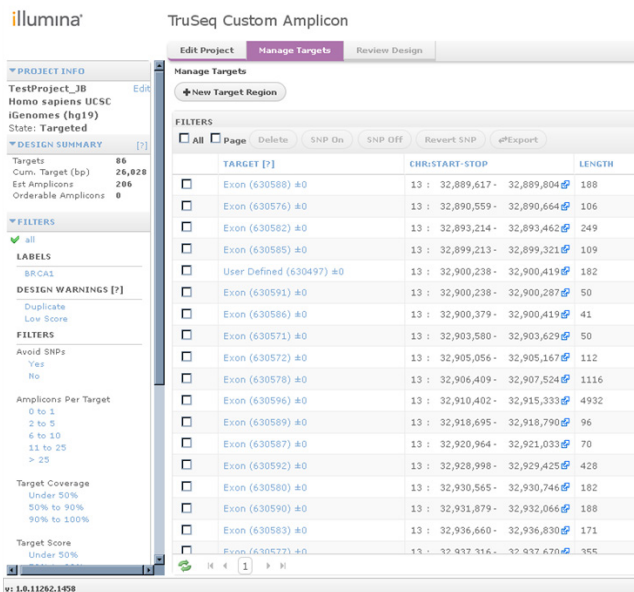 illumina®
TruSeq Custom Amplicon
Edit Project Manage Targets Review Design
PROJECT INFO
TestProject_JB Edit
Homo sapiens UCSC
iGenomes (hg19)
State: Targeted
DESIGN SUMMARY [?]
Targets 86
Cum. Target (bp) 26,028
Est Amplicons 206
Orderable Amplicons 0
FILTERS
all
LABELS
BRCA1
DESIGN WARNINGS [?]
Duplicate
Low Score
FILTERS
Avoid SNPs
Yes
No
Amplicons Per Target
0 to 1
2 to 5
6 to 10
11 to 25
> 25
Target Coverage
Under 50%
50% to 90%
90% to 100%
Target Score
Under 50%
Manage Targets
+New Target Region
FILTERS
All Page Delete SNP On SNP Off Revert SNP Export
TARGET [?] CHR:START-STOP LENGTH
Exon (630588) ±0 13 : 32,889,617 - 32,889,804 188
Exon (630576) ±0 13 : 32,890,559 - 32,890,664 106
Exon (630582) ±0 13 : 32,893,214 - 32,893,462 249
Exon (630585) ±0 13 : 32,899,213 - 32,899,321 109
User Defined (630497) ±0 13 : 32,900,238 - 32,900,419 182
Exon (630591) ±0 13 : 32,900,238 - 32,900,287 50
Exon (630586) ±0 13 : 32,900,379 - 32,900,419 41
Exon (630571) ±0 13 : 32,903,580 - 32,903,629 50
Exon (630572) ±0 13 : 32,905,056 - 32,905,167 112
Exon (630578) ±0 13 : 32,906,409 - 32,907,524 1116
Exon (630596) ±0 13 : 32,910,402 - 32,915,333 4932
Exon (630589) ±0 13 : 32,918,695 - 32,918,790 96
Exon (630587) ±0 13 : 32,920,964 - 32,921,033 70
Exon (630592) ±0 13 : 32,928,998 - 32,929,425 428
Exon (630580) ±0 13 : 32,930,565 - 32,930,746 182
Exon (630590) ±0 13 : 32,931,879 - 32,932,066 188
Exon (630583) ±0 13 : 32,936,660 - 32,936,830 171
Exon (630577) ±0 13 : 32,937,316 - 32,937,670 355
1
v: 1.0.11262.1458